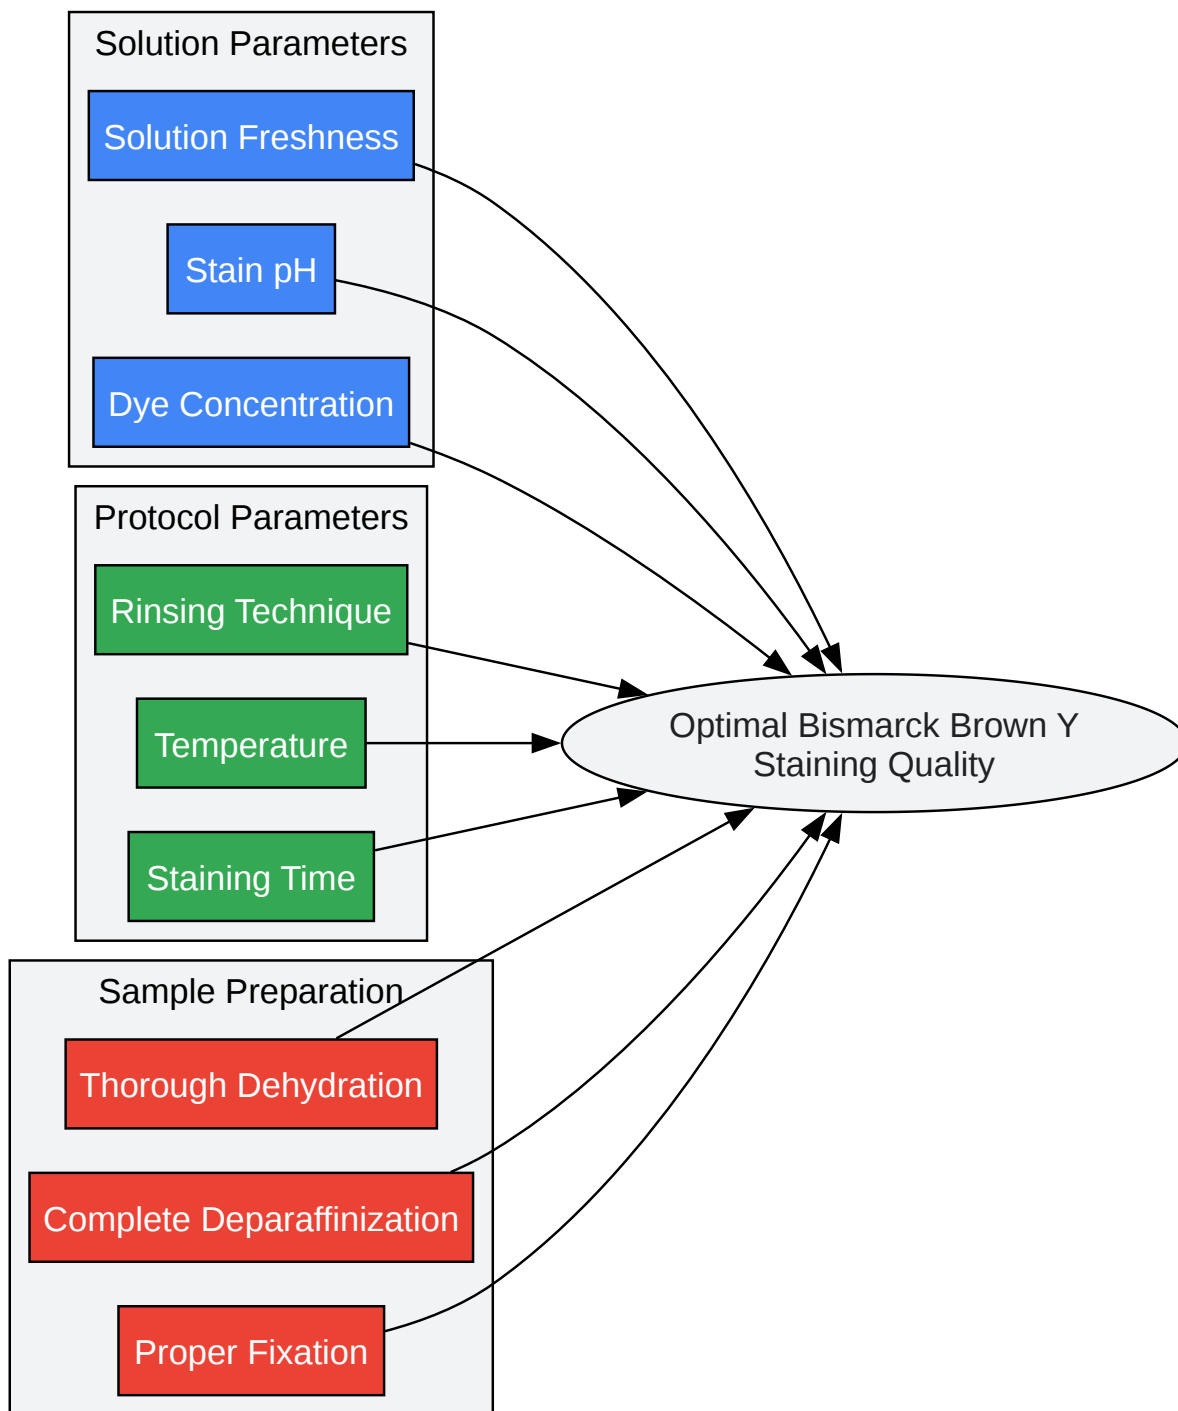 Solution Parameters
Solution Freshness
Stain pH
Dye Concentration
Protocol Parameters
Rinsing Technique
Temperature
Staining Time
Optimal Bismarck Brown Y
Staining Quality
Sample Preparation
Thorough Dehydration
Complete Deparaffinization
Proper Fixation